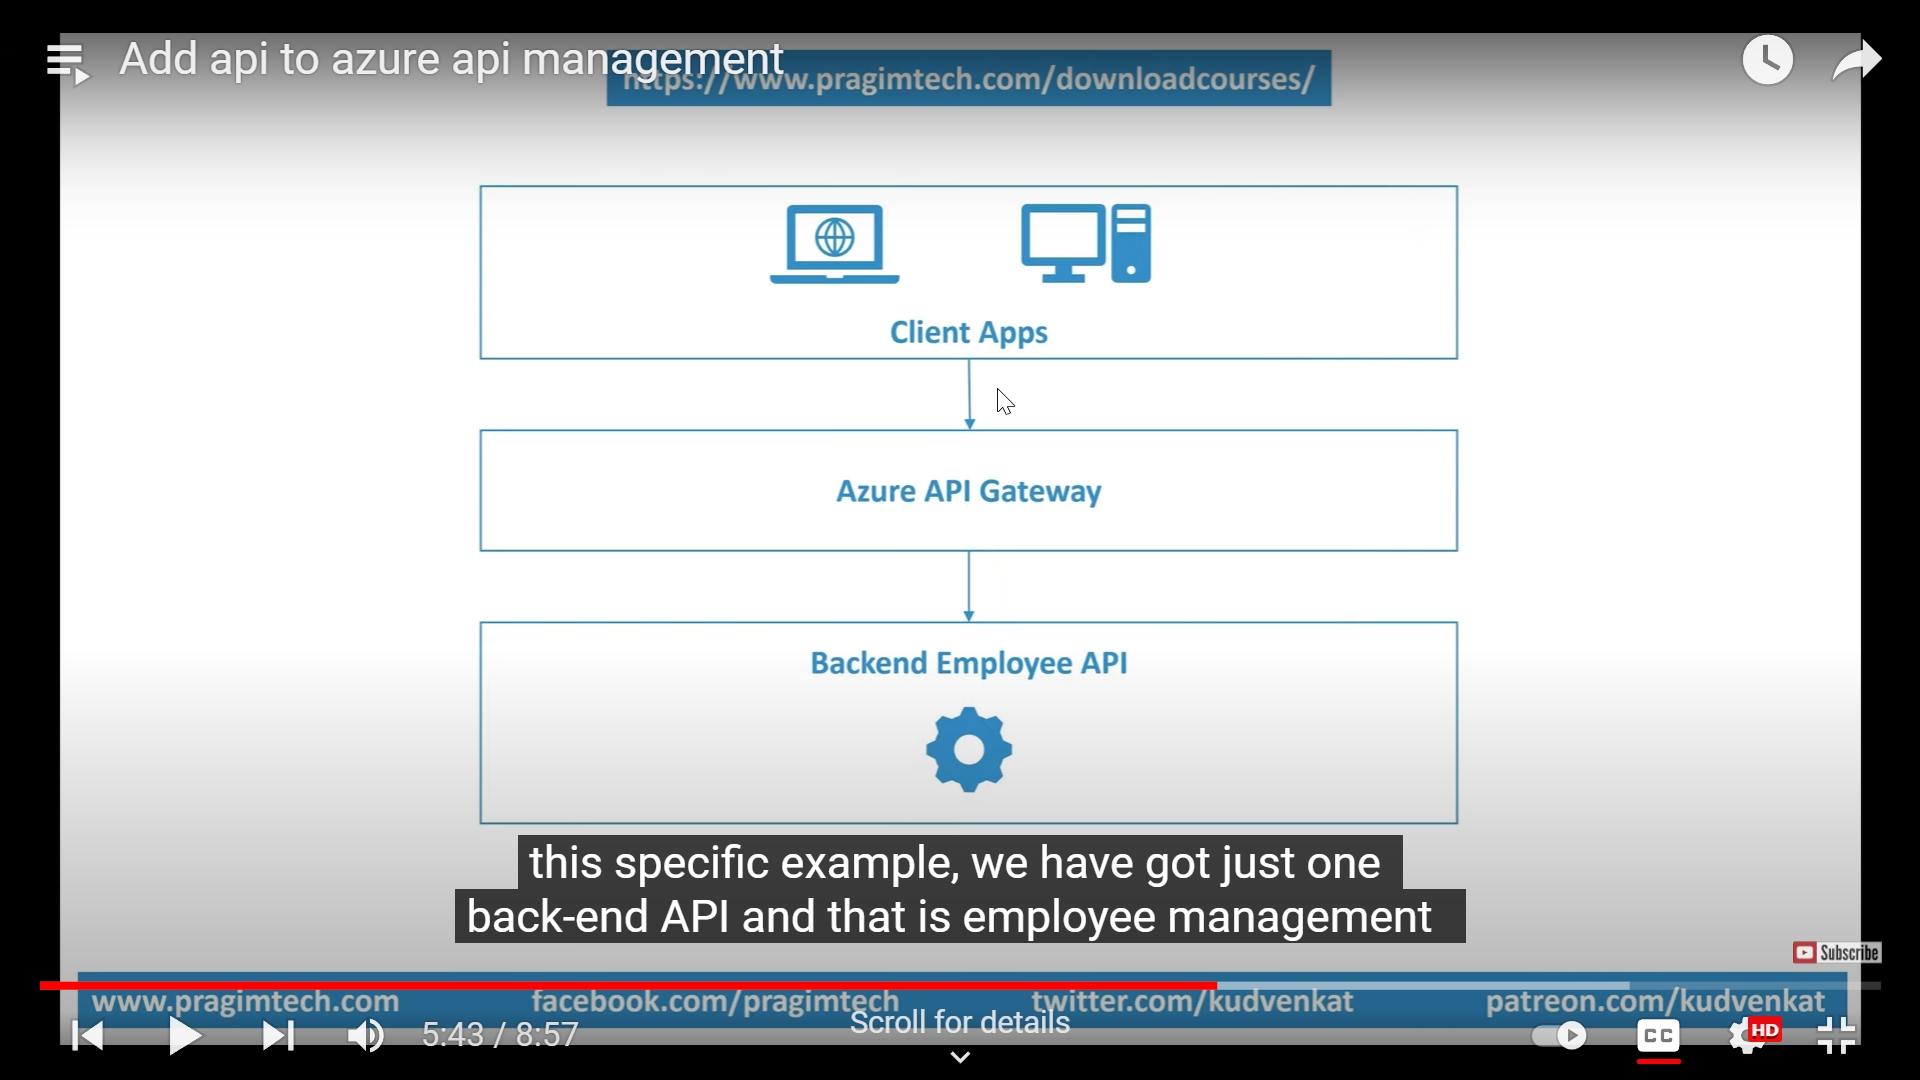 Add api to azure api management
https://www.pragimtech.com/downloadcourses/
Client Apps
Azure API Gateway
Backend Employee API
this specific example, we have got just one
back-end API and that is employee management
Subscribe
www.pragimtech.com facebook.com/pragimtech twitter.com/kudvenkat patreon.com/kudvenkat
5:43 / 8:57 Scroll for details CC HD